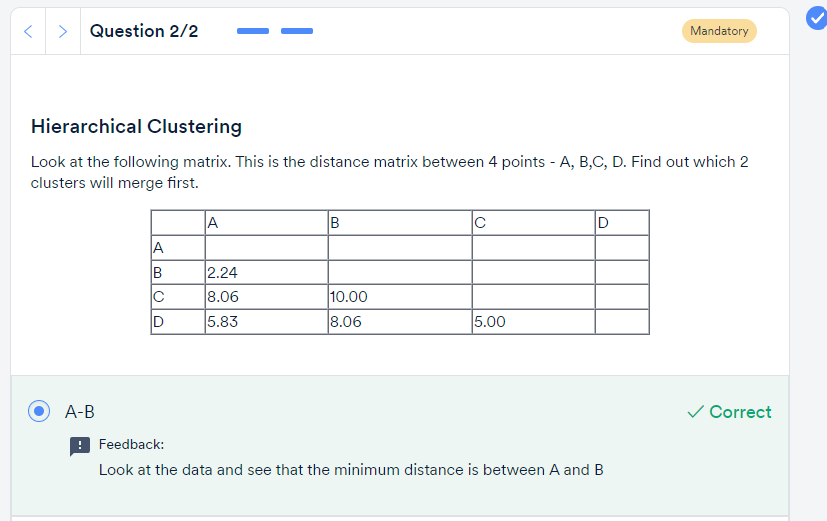 Question 2/2
Mandatory
Hierarchical Clustering
Look at the following matrix. This is the distance matrix between 4 points - A, B,C, D. Find out which 2
clusters will merge first.
A B C D
A
B 2.24
C 8.06 10.00
D 5.83 8.06 5.00
A-B
Correct
Feedback:
Look at the data and see that the minimum distance is between A and B